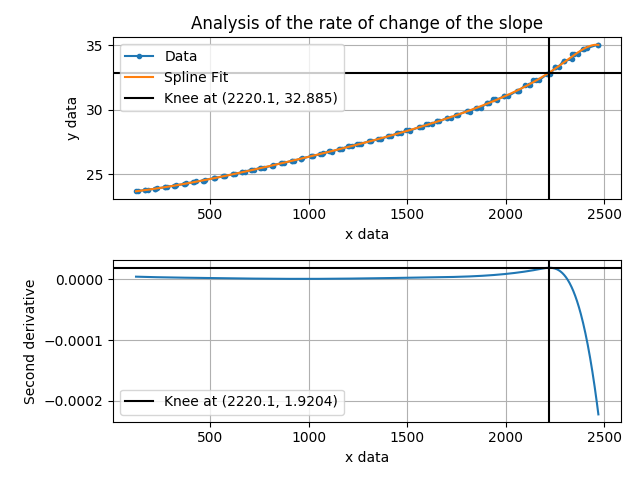 Analysis of the rate of change of the slope
35
30
25
y data
Data
Spline Fit
Knee at (2220.1, 32.885)
500 1000 1500 2000 2500
x data
0.0000
−0.0001
−0.0002
Second derivative
Knee at (2220.1, 1.9204)
500 1000 1500 2000 2500
x data